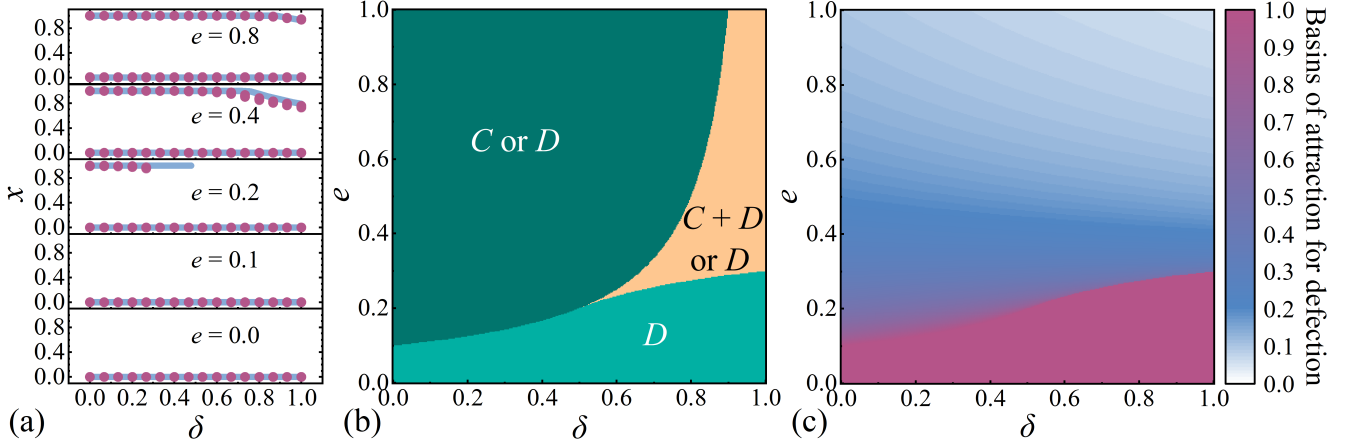 0.8
0.4
0.0
e = 0.8
0.8
0.4
0.0
e = 0.4
0.8
0.4
0.0
e = 0.2
0.8
0.4
0.0
e = 0.1
0.8
0.4
0.0
e = 0.0
x
0.0 0.2 0.4 0.6 0.8 1.0
(a) δ
1.0
0.8
0.6
0.4
0.2
0.0
e
C or D
C + D
or D
D
0.0 0.2 0.4 0.6 0.8 1.0
(b) δ
1.0
0.8
0.6
0.4
0.2
0.0
e
0.0 0.2 0.4 0.6 0.8 1.0
(c) δ
1.0
0.9
0.8
0.7
0.6
0.5
0.4
0.3
0.2
0.1
0.0
Basins of attraction for defection